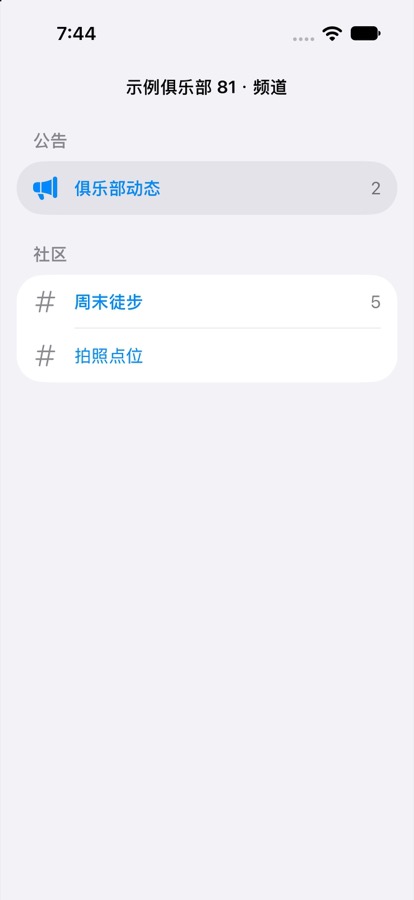 7:44
示例俱乐部 81 · 频道
公告
俱乐部动态 2
社区
# 周末徒步 5
# 拍照点位